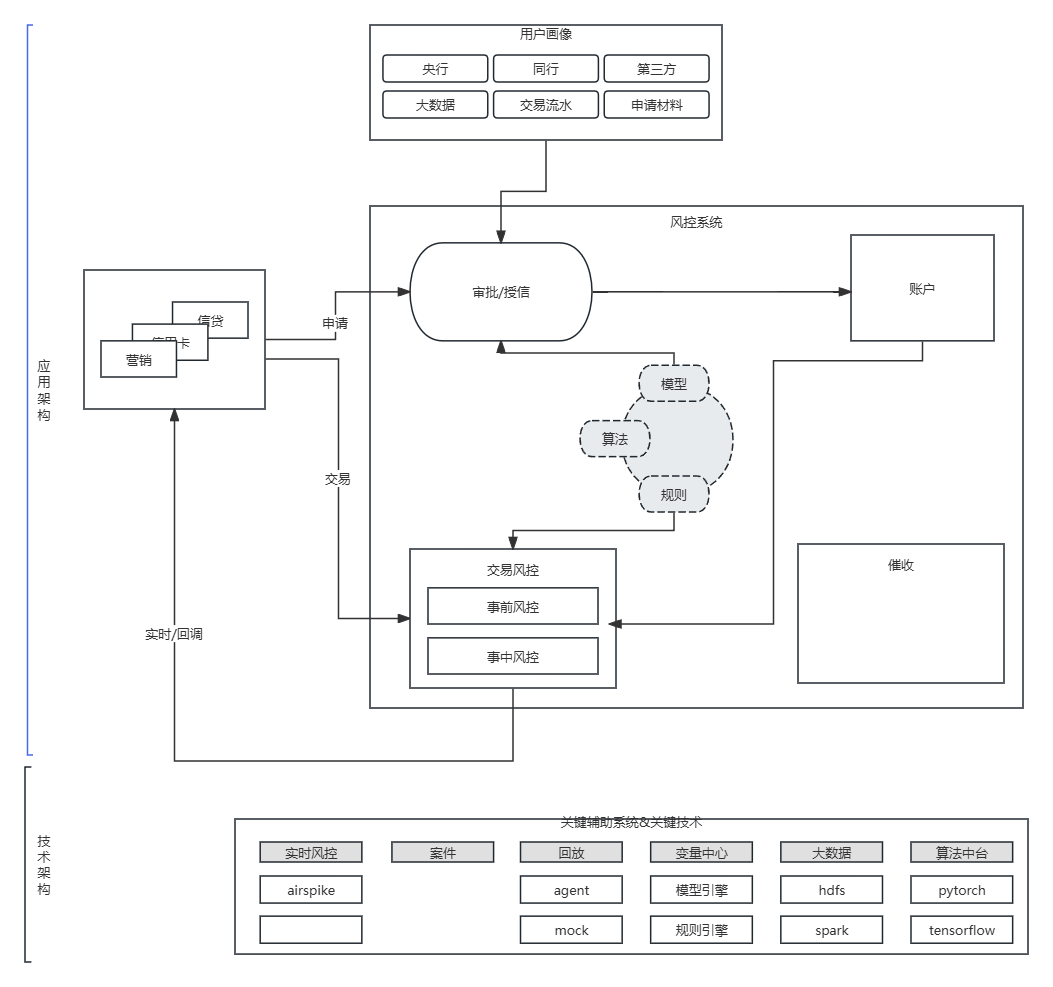 用户画像
央行
同行
第三方
大数据
交易流水
申请材料
风控系统
审批/授信
账户
信贷
信用卡
营销
申请
应用架构
模型
算法
规则
交易
交易风控
事前风控
事中风控
催收
实时/回调
技术架构
关键辅助系统&关键技术
实时风控
案件
回放
变量中心
大数据
算法中台
airspike
agent
模型引擎
hdfs
pytorch
mock
规则引擎
spark
tensorflow